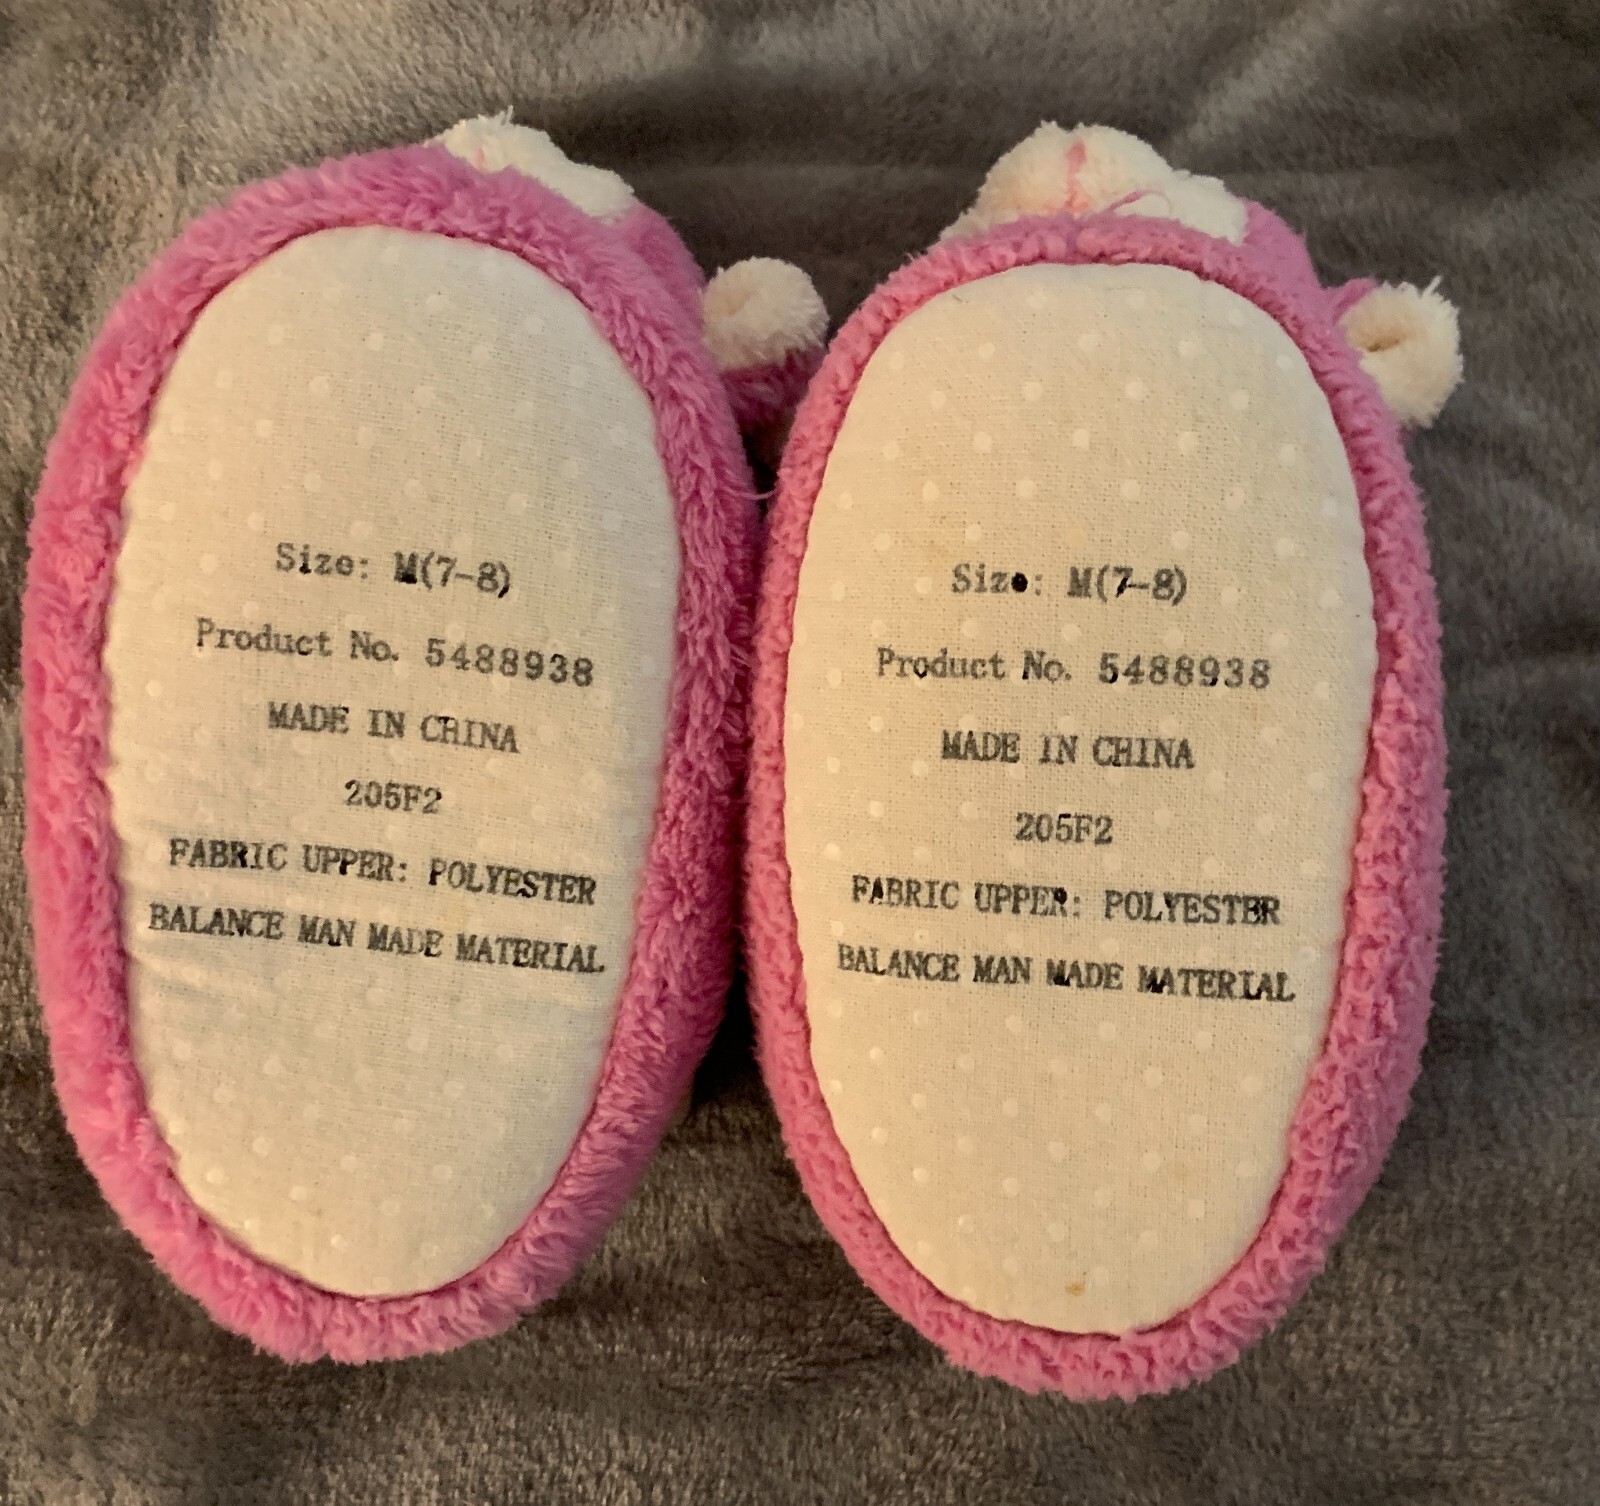 Size: M(7-8)
Product No. 5488938
MADE IN CHINA
205F2
FABRIC UPPER: POLYESTER
BALANCE MAN MADE MATERIAL
Size: M(7-8)
Product No. 5488938
MADE IN CHINA
205F2
FABRIC UPPER: POLYESTER
BALANCE MAN MADE MATERIAL